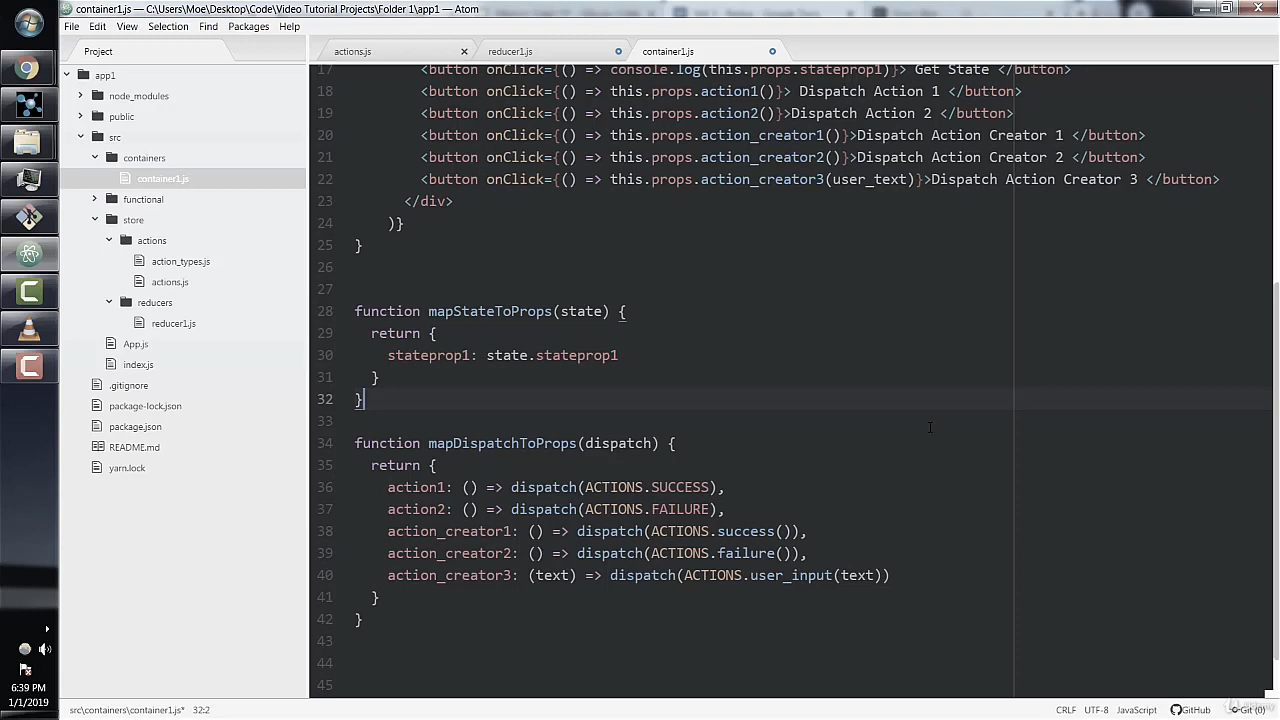 container1.js — C:\Users\Moe\Desktop\Code\Video Tutorial Projects\Folder 1\app1 — Atom
File Edit View Selection Find Packages Help
Project
actions.js
reducer1.js
container1.js
app1
node_modules
public
src
containers
container1.js
functional
store
actions
action_types.js
actions.js
reducers
reducer1.js
App.js
index.js
.gitignore
package-lock.json
package.json
README.md
yarn.lock
17 <button onClick={() => console.log(this.props.stateprop1)}> Get State </button>
18 <button onClick={() => this.props.action1()}> Dispatch Action 1 </button>
19 <button onClick={() => this.props.action2()}>Dispatch Action 2 </button>
20 <button onClick={() => this.props.action_creator1()}>Dispatch Action Creator 1 </button>
21 <button onClick={() => this.props.action_creator2()}>Dispatch Action Creator 2 </button>
22 <button onClick={() => this.props.action_creator3(user_text)}>Dispatch Action Creator 3 </button>
23 </div>
24 )}
25 }
26
27
28 function mapStateToProps(state) {
29 return {
30 stateprop1: state.stateprop1
31 }
32 }
33
34 function mapDispatchToProps(dispatch) {
35 return {
36 action1: () => dispatch(ACTIONS.SUCCESS),
37 action2: () => dispatch(ACTIONS.FAILURE),
38 action_creator1: () => dispatch(ACTIONS.success()),
39 action_creator2: () => dispatch(ACTIONS.failure()),
40 action_creator3: (text) => dispatch(ACTIONS.user_input(text))
41 }
42 }
43
44
45
6:39 PM
1/1/2019
src\containers\container1.js* 32:2
CRLF UTF-8 JavaScript GitHub Git (0)